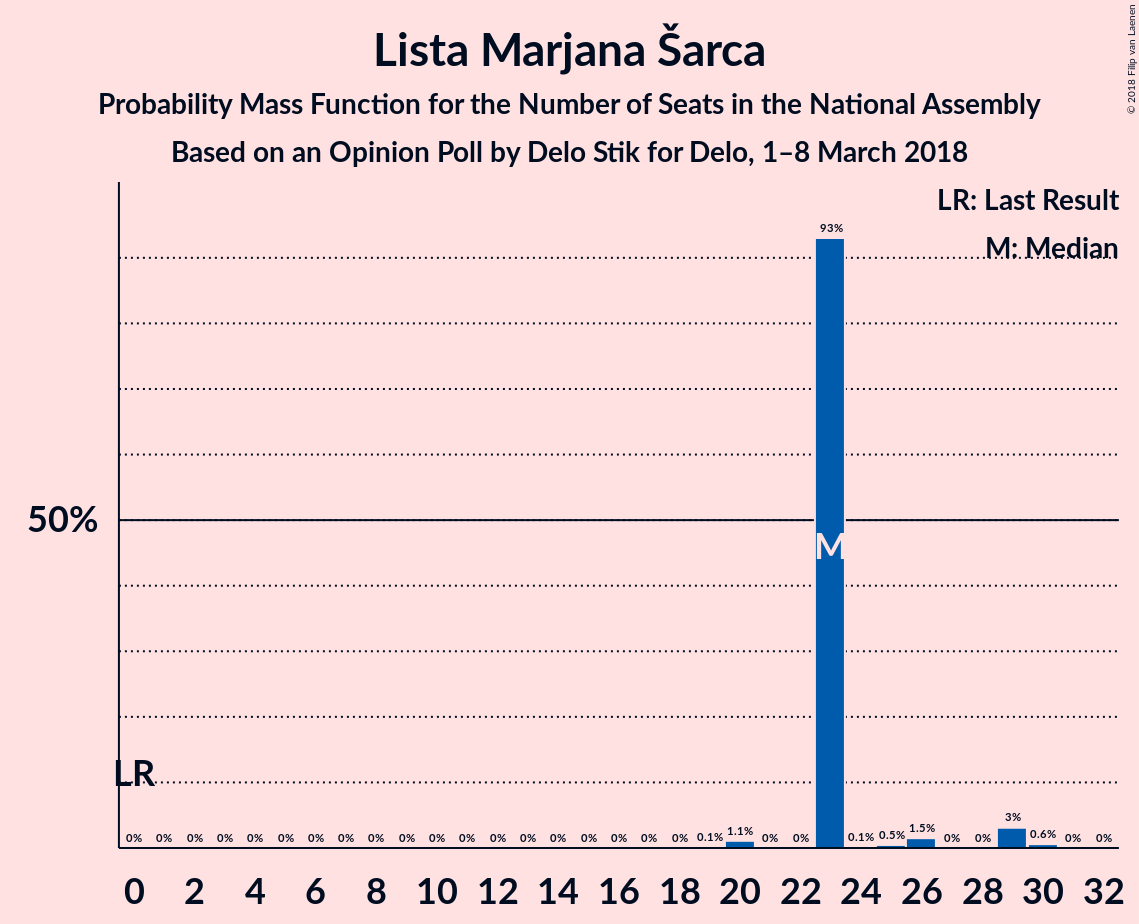 Lista Marjana Šarca
Probability Mass Function for the Number of Seats in the National Assembly
Based on an Opinion Poll by Delo Stik for Delo, 1–8 March 2018
© 2018 Filip van Laenen
LR: Last Result
M: Median
93%
50%
M
LR
0% 0% 0% 0% 0% 0% 0% 0% 0% 0% 0% 0% 0% 0% 0% 0% 0% 0% 0% 0.1% 1.1% 0% 0% 0.1% 0.5% 1.5% 0% 0% 3% 0.6% 0% 0%
0 2 4 6 8 10 12 14 16 18 20 22 24 26 28 30 32